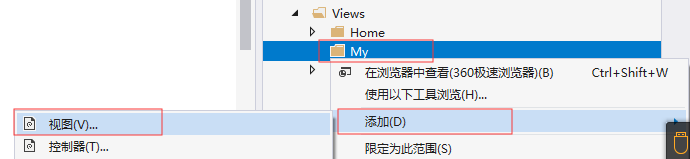 Views
Home
My
在浏览器中查看(360极速浏览器)(B) Ctrl+Shift+W
使用以下工具浏览(H)...
视图(V)...
添加(D)
控制器(T)...
限定为此范围(S)